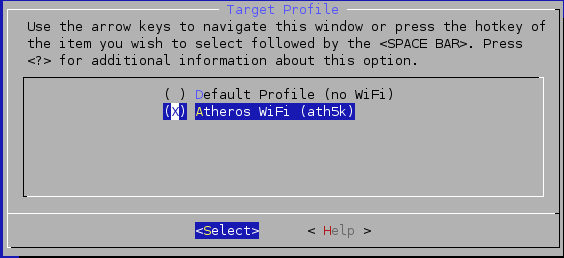 Target Profile
Use the arrow keys to navigate this window or press the hotkey of
the item you wish to select followed by the <SPACE BAR>. Press
<?> for additional information about this option.
( ) Default Profile (no WiFi)
(X) Atheros WiFi (ath5k)
<Select> < Help >